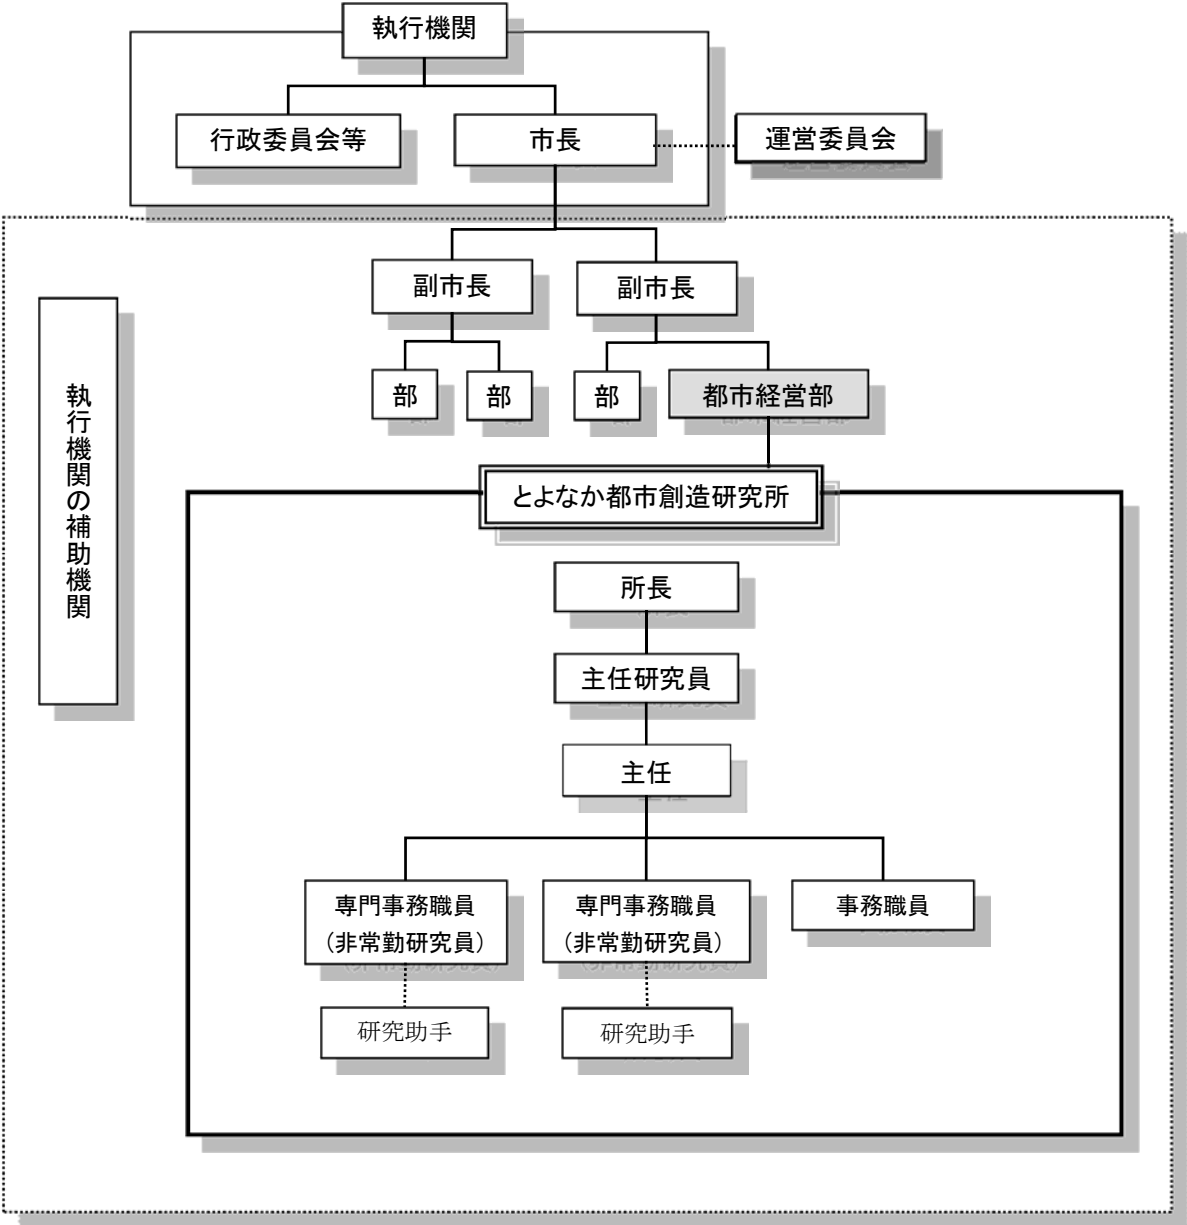 執行機関
行政委員会等
市長
運営委員会
副市長
副市長
部
部
部
都市経営部
執行機関の補助機関
とよなか都市創造研究所
所長
主任研究員
主任
専門事務職員
（非常勤研究員）
専門事務職員
（非常勤研究員）
事務職員
研究助手
研究助手